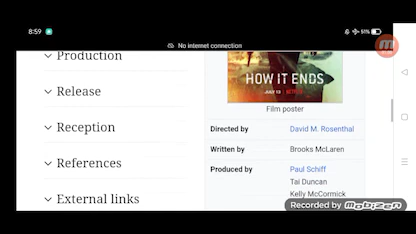 8:59
51%
No internet connection
Production
Release
Reception
References
External links
HOW IT ENDS
JULY 13 NETFLIX
Film poster
Directed by David M. Rosenthal
Written by Brooks McLaren
Produced by Paul Schiff
Tai Duncan
Kelly McCormick
Recorded by Mobizen